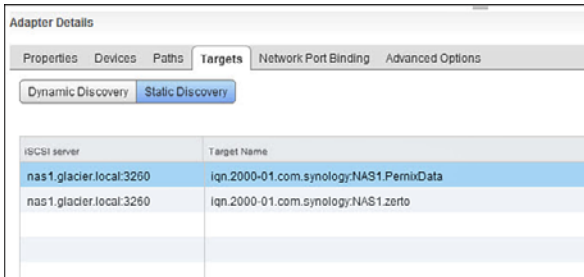 Adapter Details
Properties Devices Paths Targets Network Port Binding Advanced Options
Dynamic Discovery Static Discovery
iSCSI server Target Name
nas1.glacier.local:3260 iqn.2000-01.com.synology:NAS1.PernixData
nas1.glacier.local:3260 iqn.2000-01.com.synology:NAS1.zerto